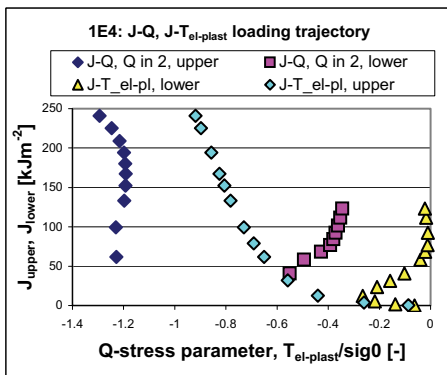 1E4: J-Q, J-Tel-plast loading trajectory
J-Q, Q in 2, upper
J-Q, Q in 2, lower
J-T_el-pl, lower
J-T_el-pl, upper
250
200
150
100
50
0
-1.4 -1.2 -1 -0.8 -0.6 -0.4 -0.2 0
Jupper, Jlower [kJm-2]
Q-stress parameter, Tel-plast/sig0 [-]